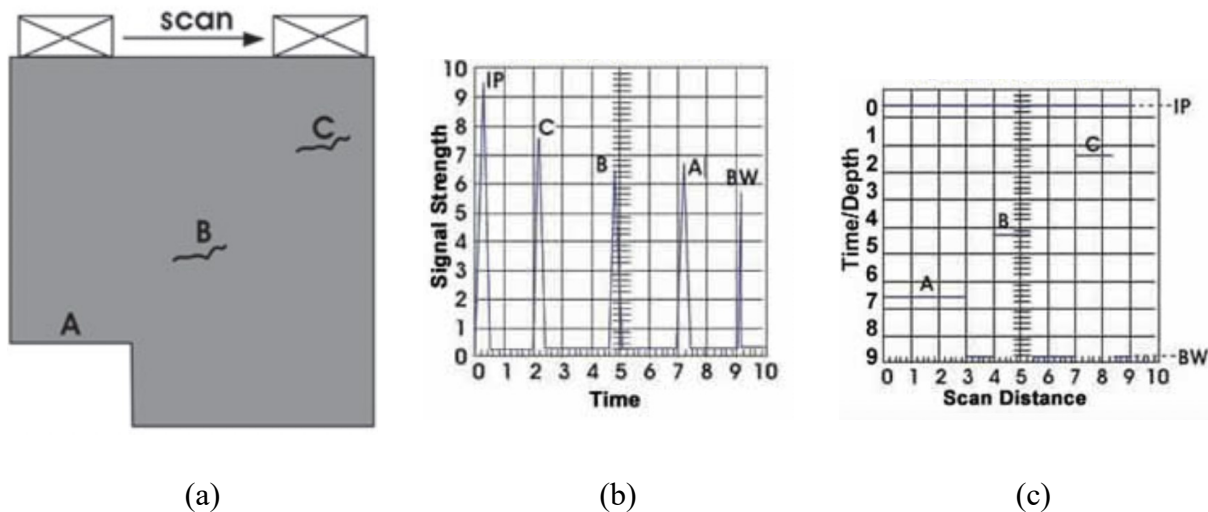 scan
C
B
A
(a)
10
9
8
7
6
5
4
3
2
1
0
Signal Strength
IP
C
B
A
BW
0 1 2 3 4 5 6 7 8 9 10
Time
(b)
0
1
2
3
4
5
6
7
8
9
Time/Depth
IP
C
B
A
BW
0 1 2 3 4 5 6 7 8 9 10
Scan Distance
(c)